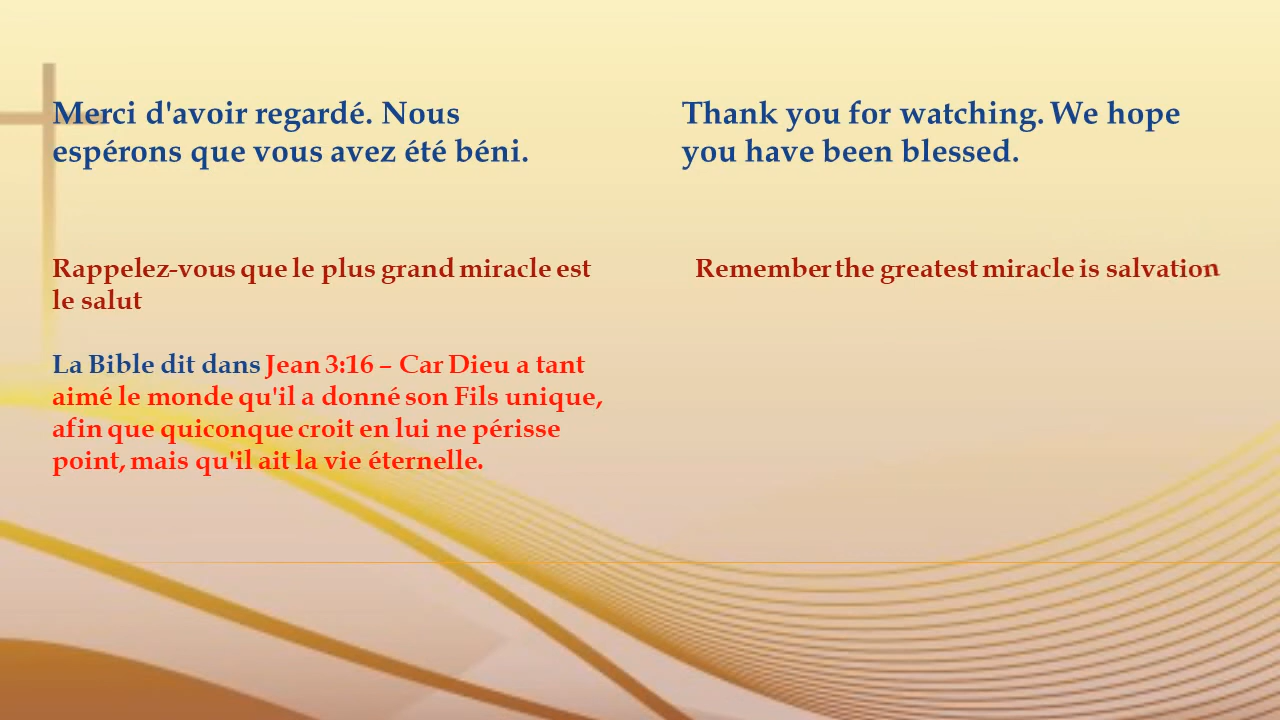 Merci d'avoir regardé. Nous
espérons que vous avez été béni.
Rappelez-vous que le plus grand miracle est
le salut
La Bible dit dans Jean 3:16 – Car Dieu a tant
aimé le monde qu'il a donné son Fils unique,
afin que quiconque croit en lui ne périsse
point, mais qu'il ait la vie éternelle.
Thank you for watching. We hope
you have been blessed.
Remember the greatest miracle is salvation